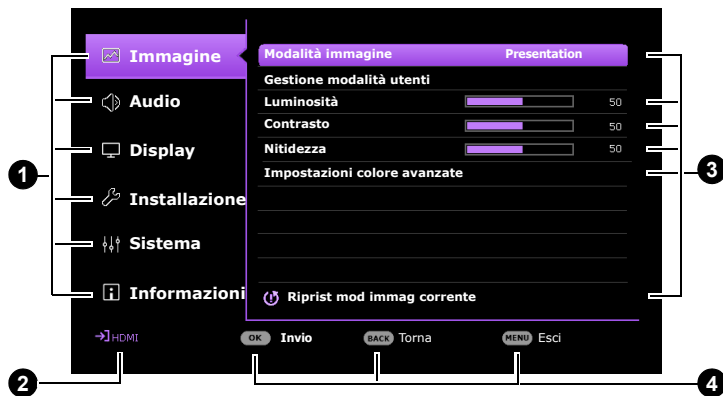 Immagine
Audio
Display
Installazione
Sistema
Informazioni
Modalità immagine Presentation
Gestione modalità utenti
Luminosità 50
Contrasto 50
Nitidezza 50
Impostazioni colore avanzate
Riprist mod immag corrente
HDMI OK Invio BACK Torna MENU Esci
1
3
2
4